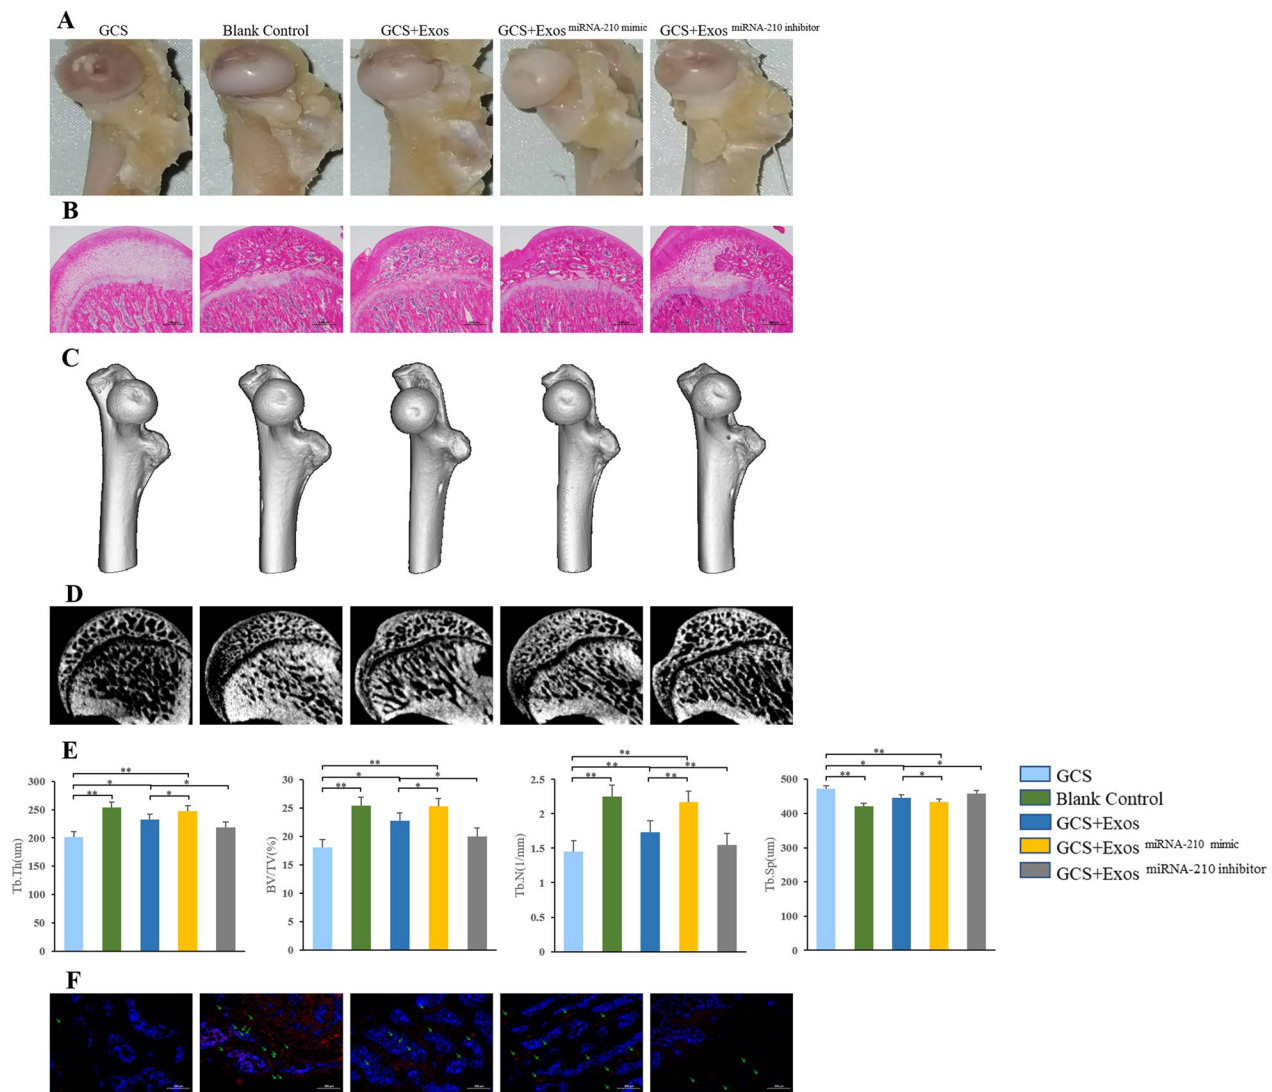 A
GCS
Blank Control
GCS+Exos
GCS+Exos miRNA-210 mimic
GCS+Exos miRNA-210 inhibitor
B
C
D
E
Tb.Th(um)
300
250
200
150
100
50
0
**
*
*
**
*
BV/TV(%)
30
25
20
15
10
5
0
**
*
*
**
*
Tb.N(1/mm)
2.5
2
1.5
1
0.5
0
**
**
**
**
**
Tb.Sp(um)
500
400
300
200
100
0
**
*
*
**
*
GCS
Blank Control
GCS+Exos
GCS+Exos miRNA-210 mimic
GCS+Exos miRNA-210 inhibitor
F